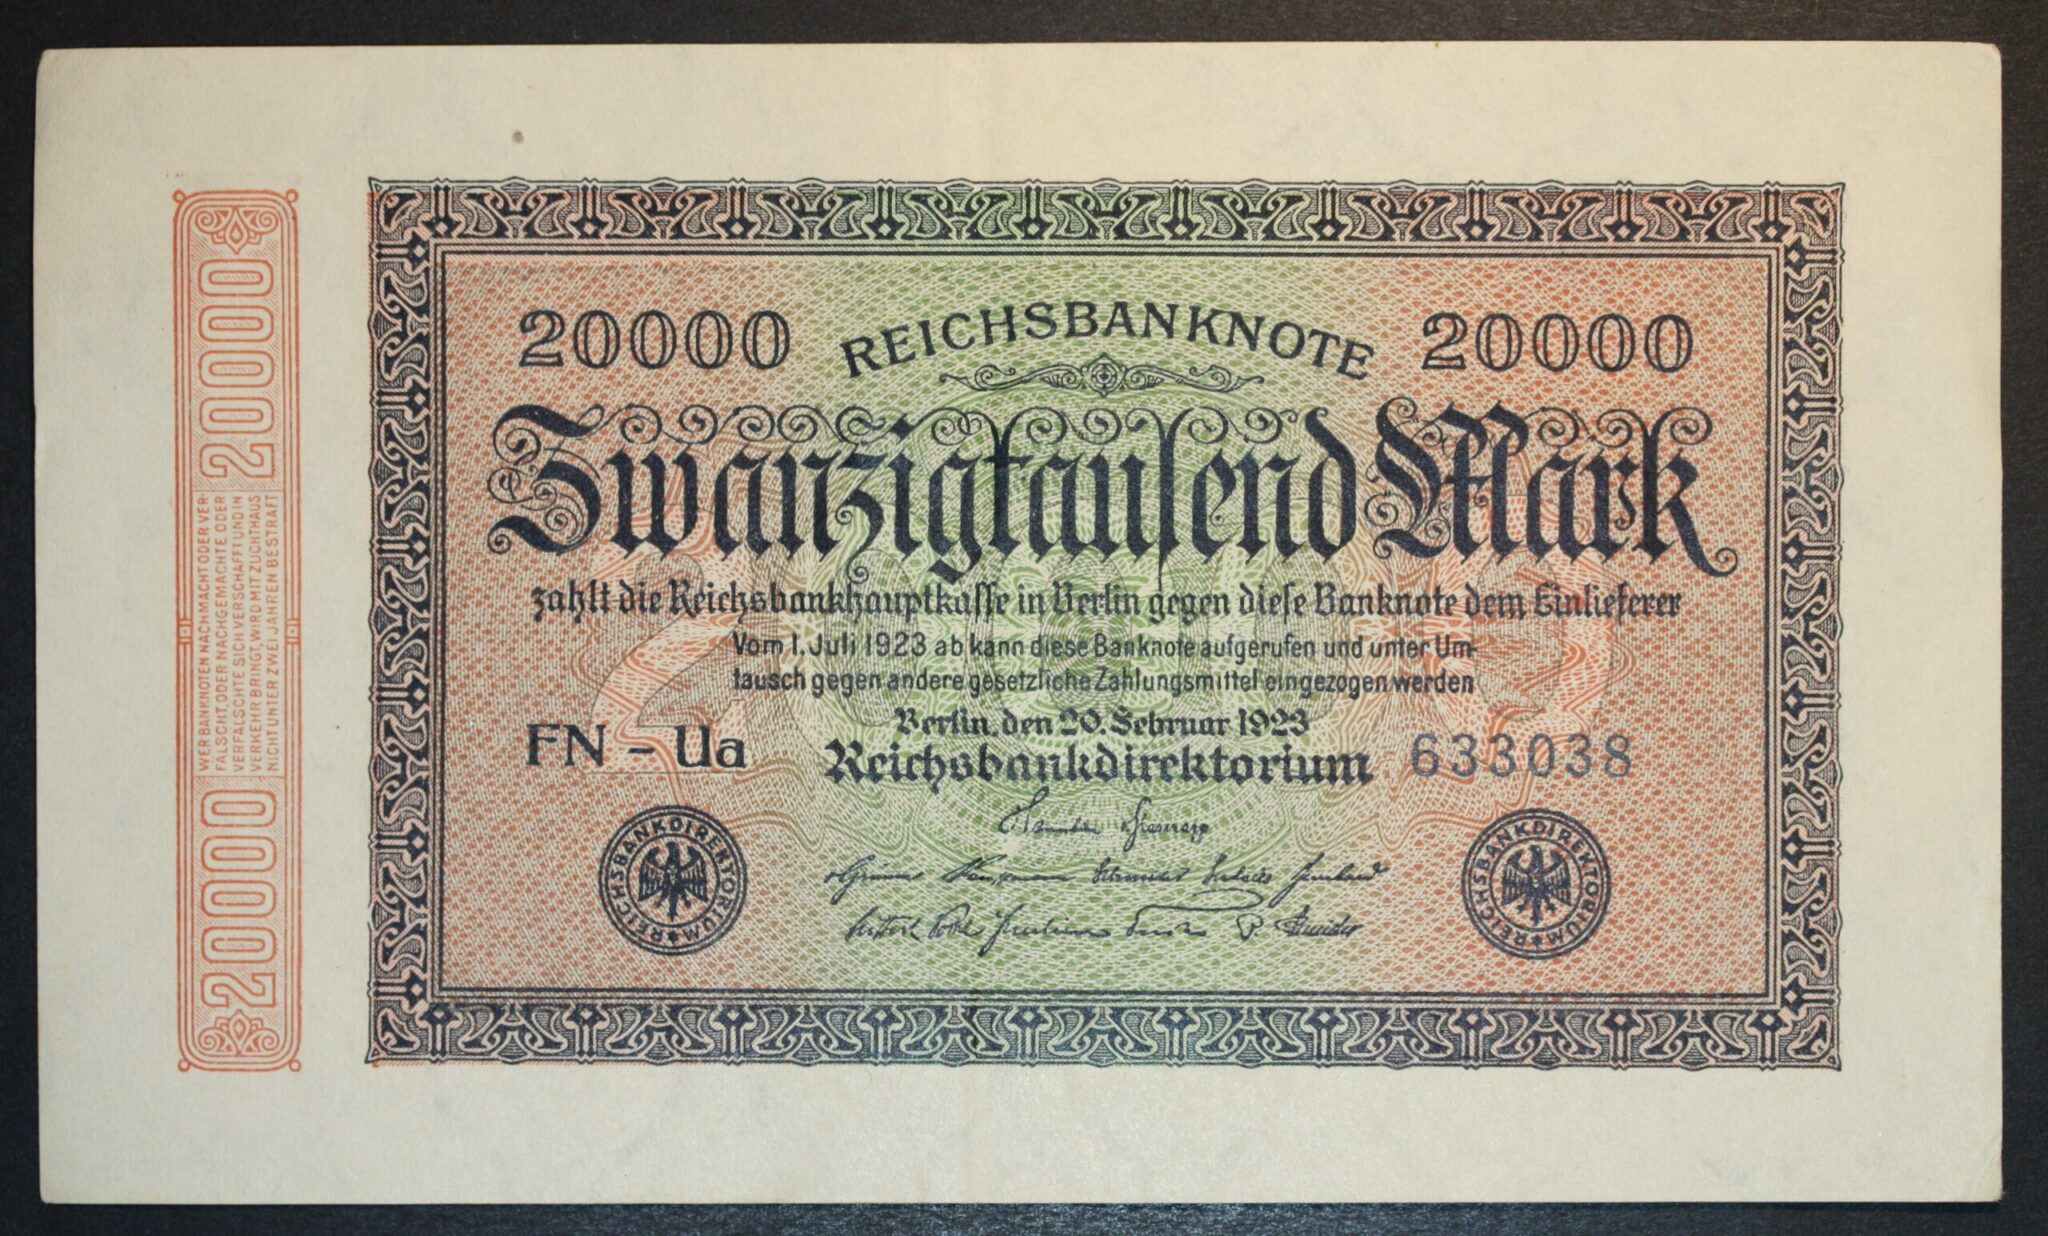 20000
REICHSBANKNOTE
20000
Zwanzigtausend Mark
zahlt die Reichsbankhauptkasse in Berlin gegen diese Banknote dem Einlieferer
Vom 1. Juli 1923 ab kann diese Banknote aufgerufen und unter Um-
tausch gegen andere gesetzliche Zahlungsmittel eingezogen werden
Berlin, den 20. Februar 1923
FN – Ua
Reichsbankdirektorium
633038
REICHSBANKDIREKTORIUM
REICHSBANKDIREKTORIUM
20000
WER BANKNOTEN NACHMACHT ODER VER-
FÄLSCHT ODER NACHGEMACHTE ODER
VERFÄLSCHTE SICH VERSCHAFFT UND IN
VERKEHR BRINGT, WIRD MIT ZUCHTHAUS
NICHT UNTER ZWEI JAHREN BESTRAFT
20000
20000